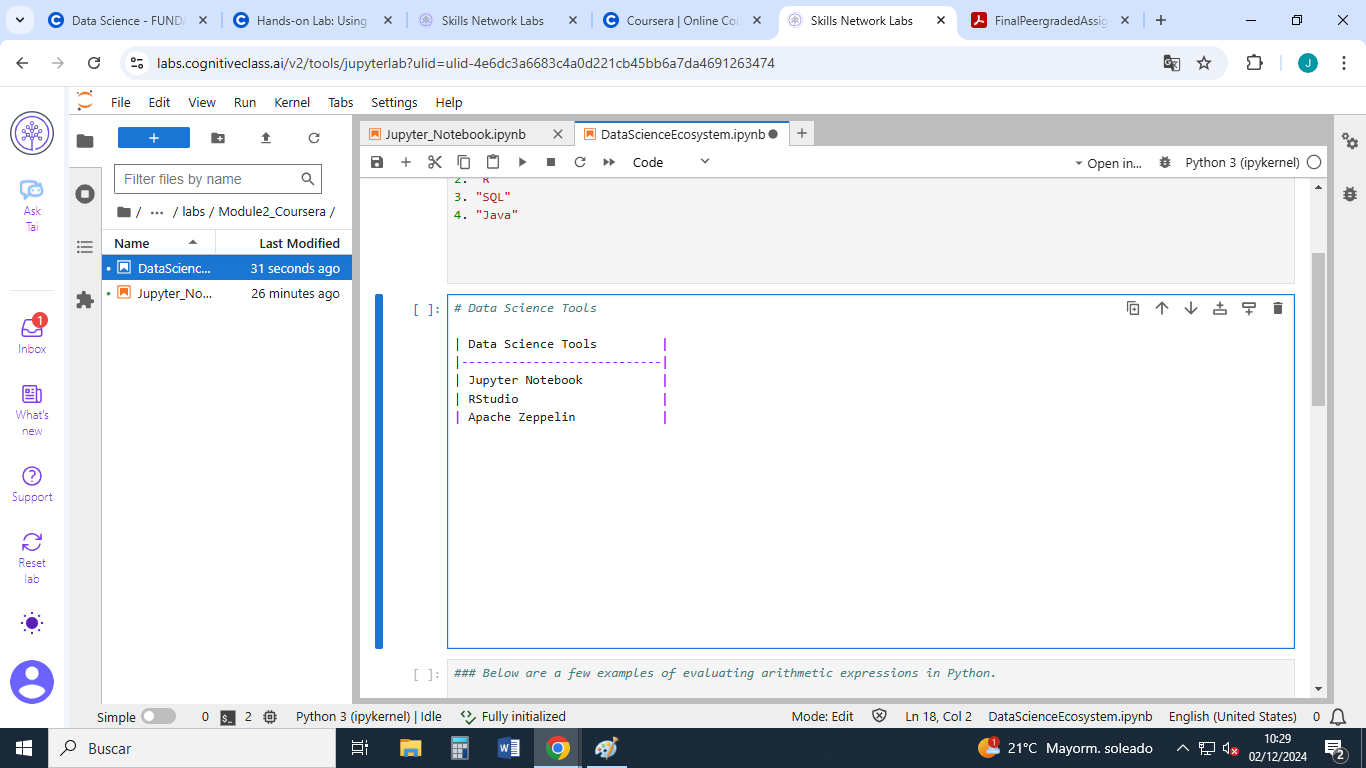 Data Science - FUND
Hands-on Lab: Using
Skills Network Labs
Coursera | Online Cou
Skills Network Labs
FinalPeergradedAssig
labs.cognitiveclass.ai/v2/tools/jupyterlab?ulid=ulid-4e6dc3a6683c4a0d221cb45bb6a7da4691263474
J
File Edit View Run Kernel Tabs Settings Help
Ask
Tai
1
Inbox
What's
new
Support
Reset
lab
Filter files by name
/ ... / labs / Module2_Coursera /
Name Last Modified
DataScienc... 31 seconds ago
Jupyter_No... 26 minutes ago
Jupyter_Notebook.ipynb
DataScienceEcosystem.ipynb
Code
Open in...
Python 3 (ipykernel)
2. "R"
3. "SQL"
4. "Java"
[ ]:
# Data Science Tools
| Data Science Tools |
|----------------------------|
| Jupyter Notebook |
| RStudio |
| Apache Zeppelin |
[ ]:
### Below are a few examples of evaluating arithmetic expressions in Python.
Simple 0 2 Python 3 (ipykernel) | Idle Fully initialized Mode: Edit Ln 18, Col 2 DataScienceEcosystem.ipynb English (United States) 0
Buscar
1
21°C Mayorm. soleado
10:29
02/12/2024
2